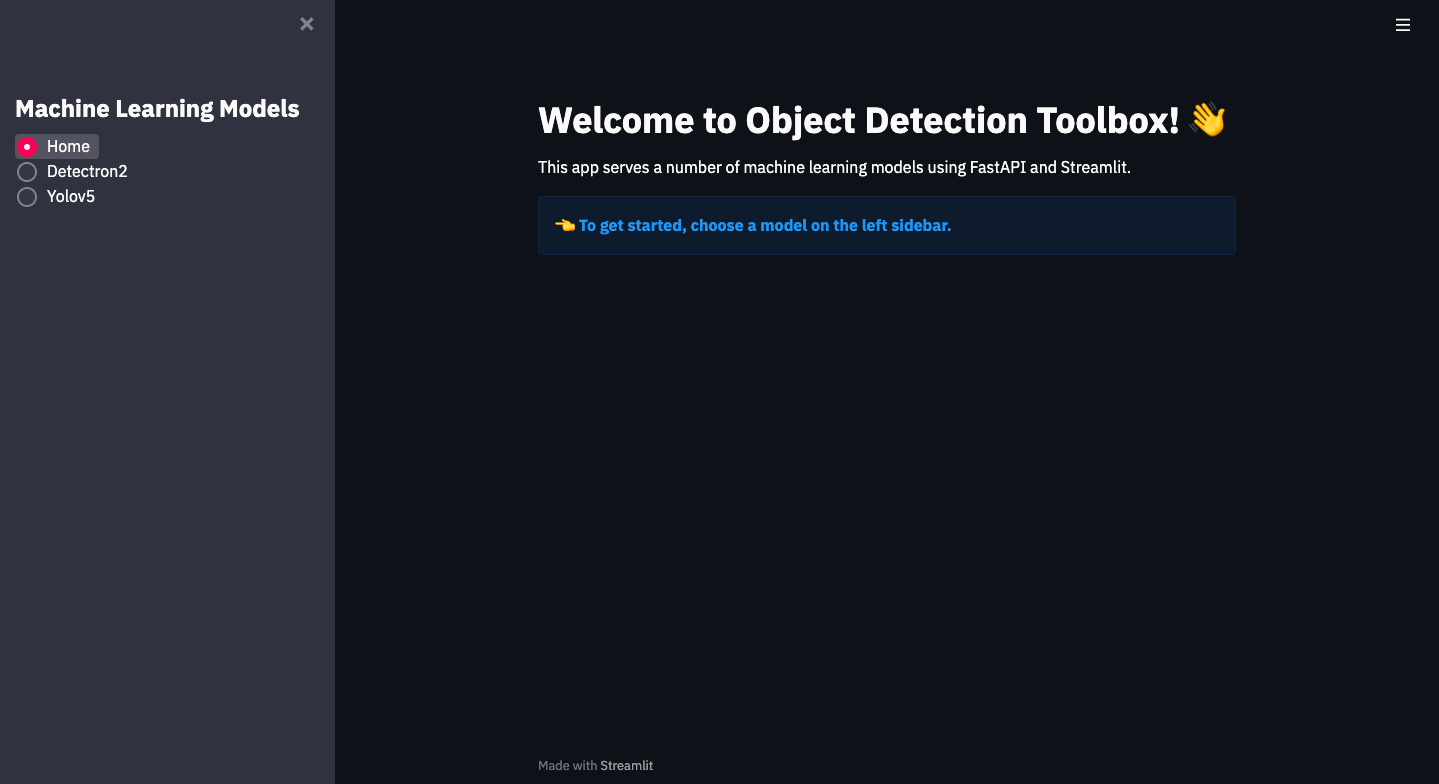 Machine Learning Models
Home
Detectron2
Yolov5
Welcome to Object Detection Toolbox! 👋
This app serves a number of machine learning models using FastAPI and Streamlit.
👈 To get started, choose a model on the left sidebar.
Made with Streamlit